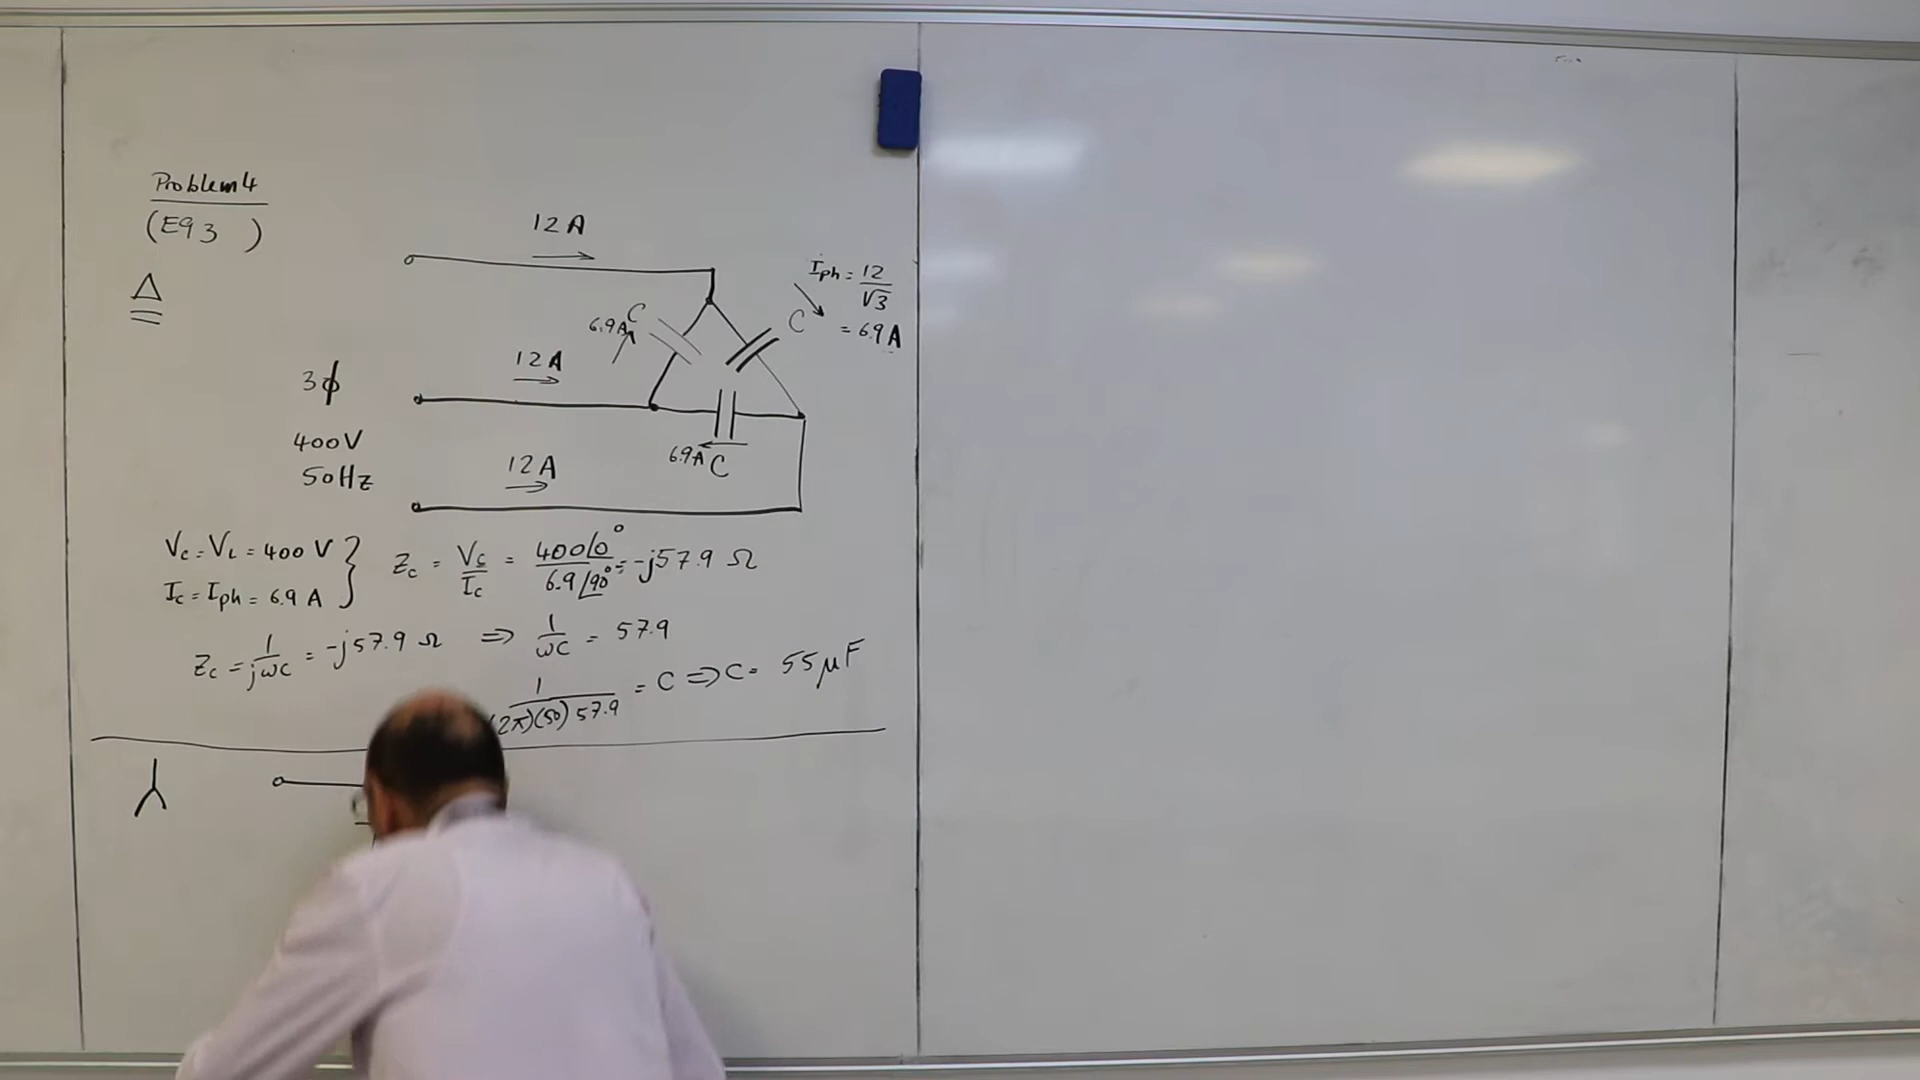 Problem 4
(E93 )
Δ
12 A
Iph = 12/√3
= 6.9 A
C
6.9A
C
12 A
3ϕ
400V
50Hz
12 A
6.9A C
Vc = VL = 400 V
Ic = Iph = 6.9 A
Zc = Vc/Ic = 400∠0°/6.9∠90° = -j57.9 Ω
Zc = 1/jωC = -j57.9 Ω ⇒ 1/ωC = 57.9
1/(2π)(50) 57.9 = C ⇒ C = 55 μF